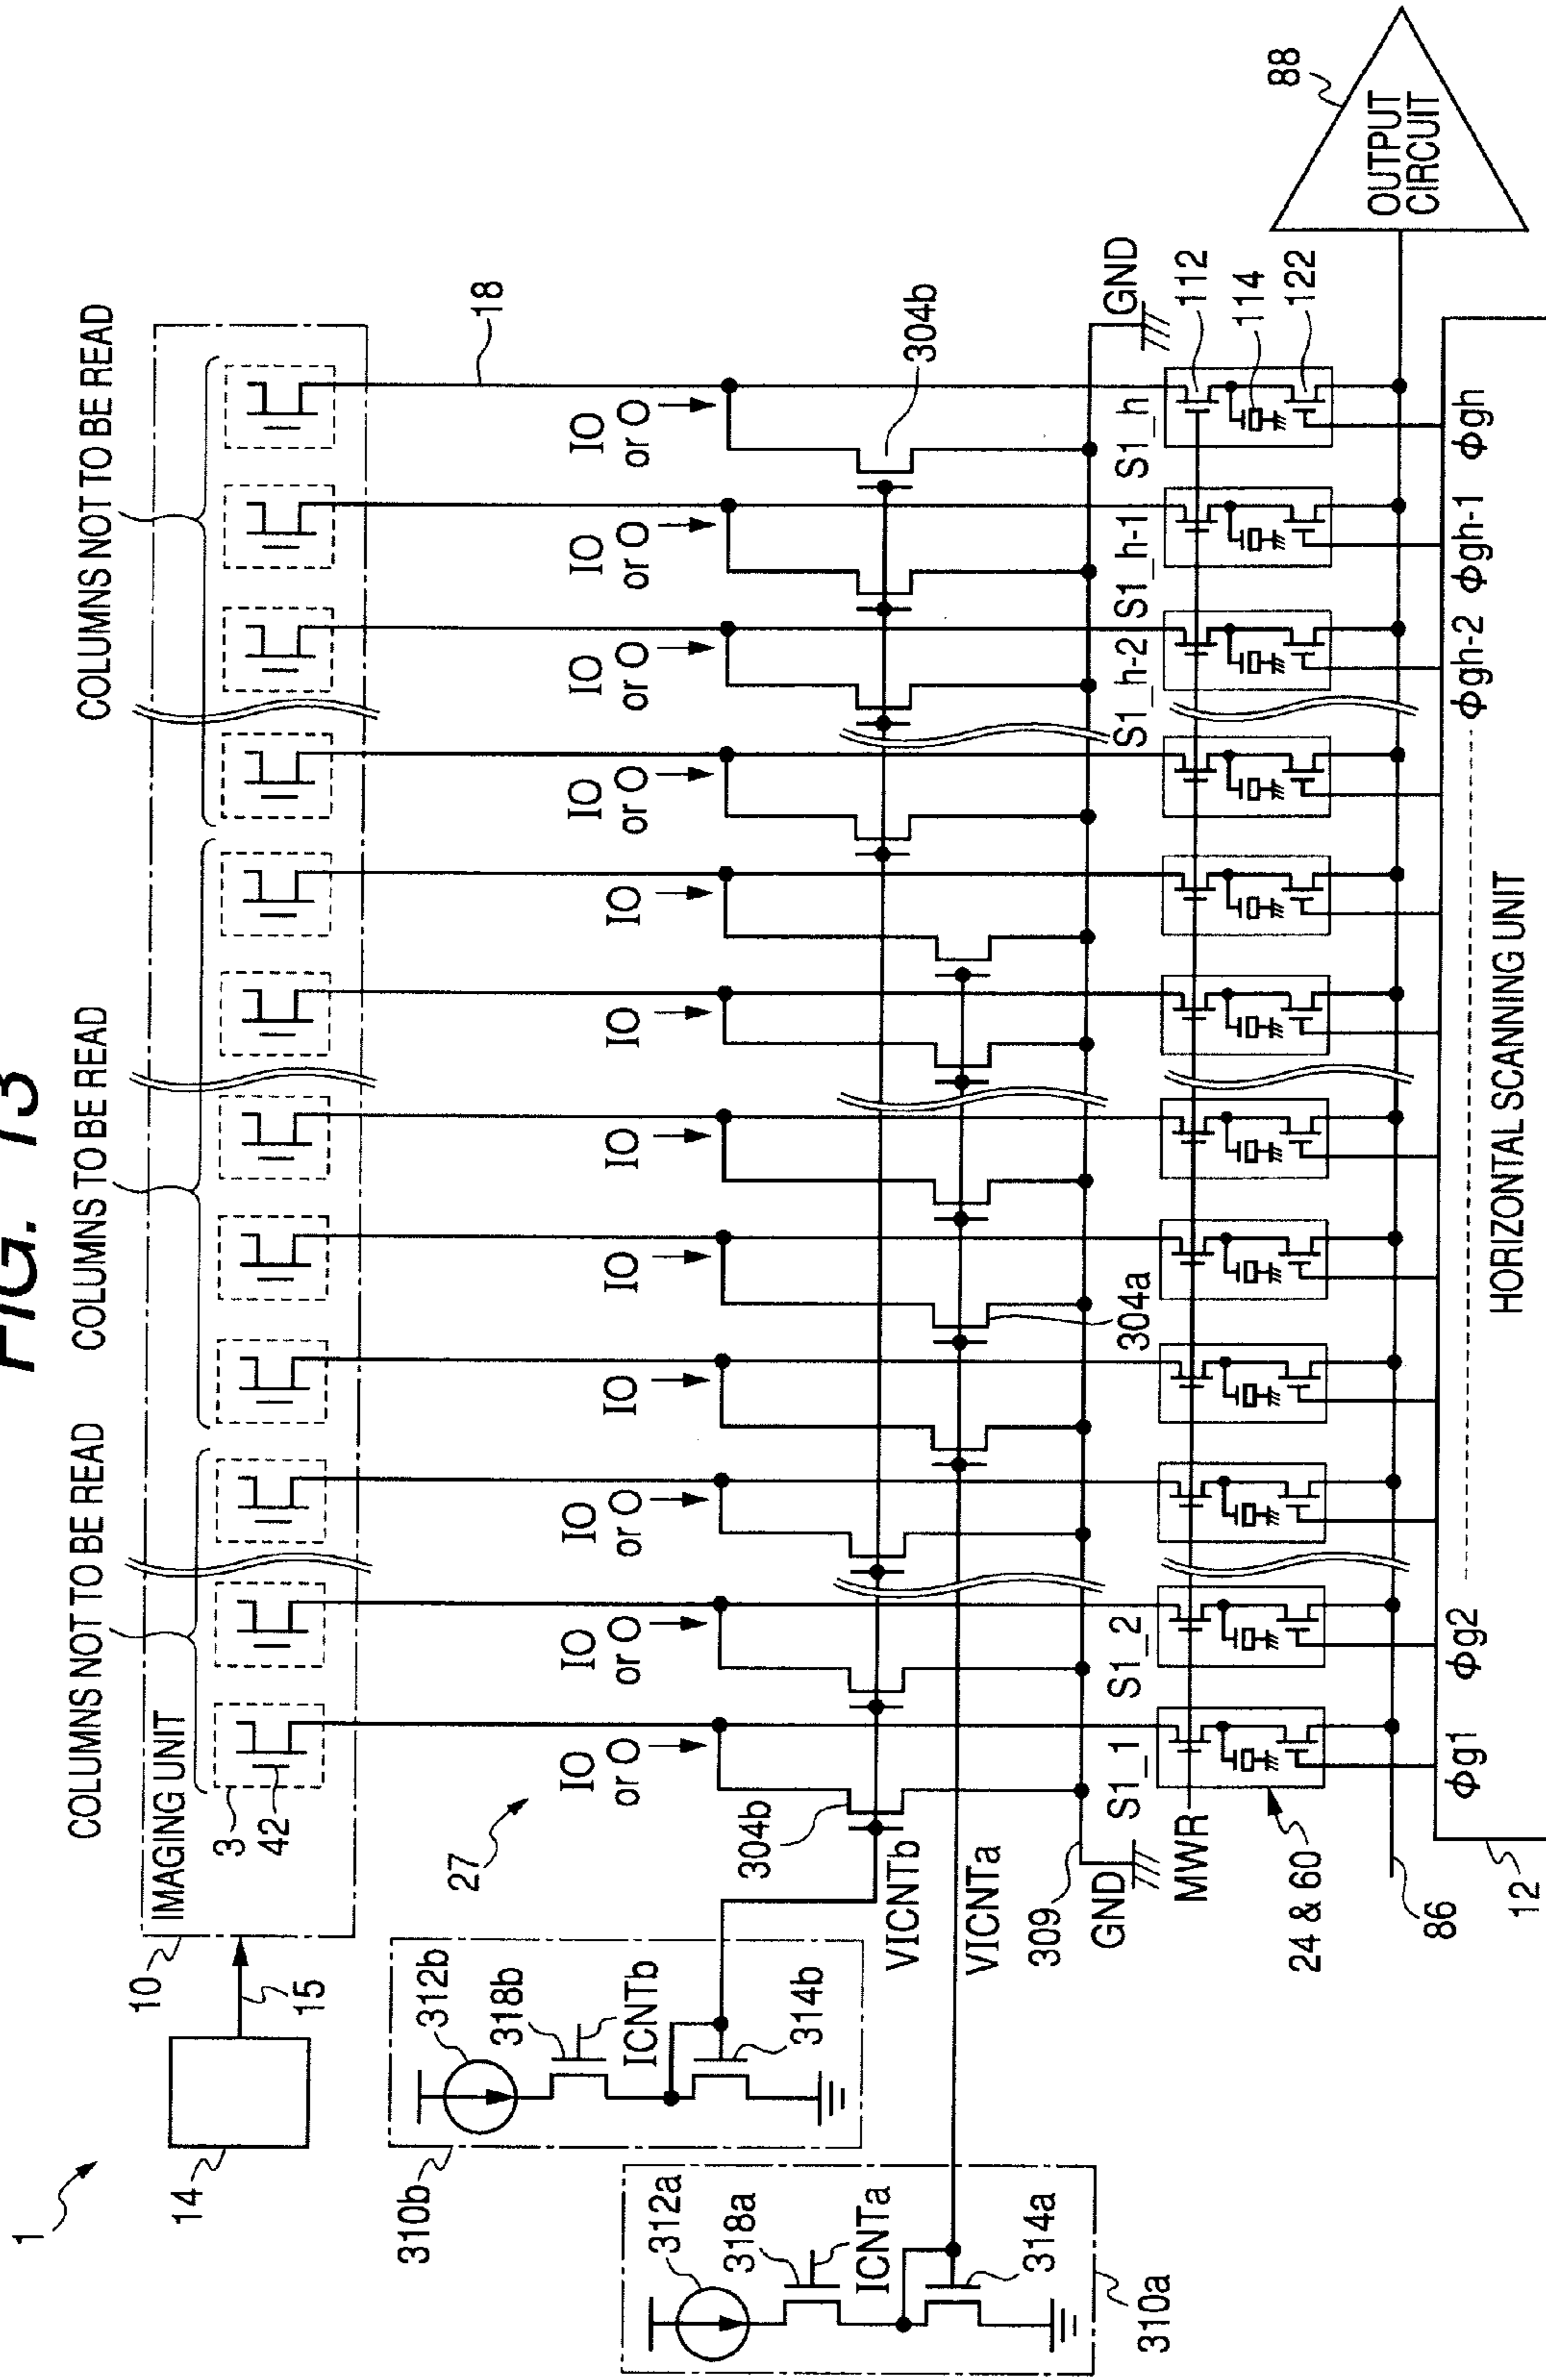 FIG. 13
1
COLUMNS NOT TO BE READ
COLUMNS TO BE READ
COLUMNS NOT TO BE READ
IMAGING UNIT
10
14
15
3
42
18
27
IO
or O
IO
or O
IO
or O
IO
IO
IO
IO
IO
IO
or O
IO
or O
IO
or O
IO
or O
310b
312b
318b
ICNTb
314b
304b
304b
VICNTb
VICNTa
310a
312a
318a
ICNTa
314a
304a
309
GND
GND
S1_1
S1_2
S1_h-2
S1_h-1
S1_h
MWR
24 & 60
112
114
122
86
88
OUTPUT
CIRCUIT
Φg1
Φg2
Φgh-2
Φgh-1
Φgh
12
HORIZONTAL SCANNING UNIT